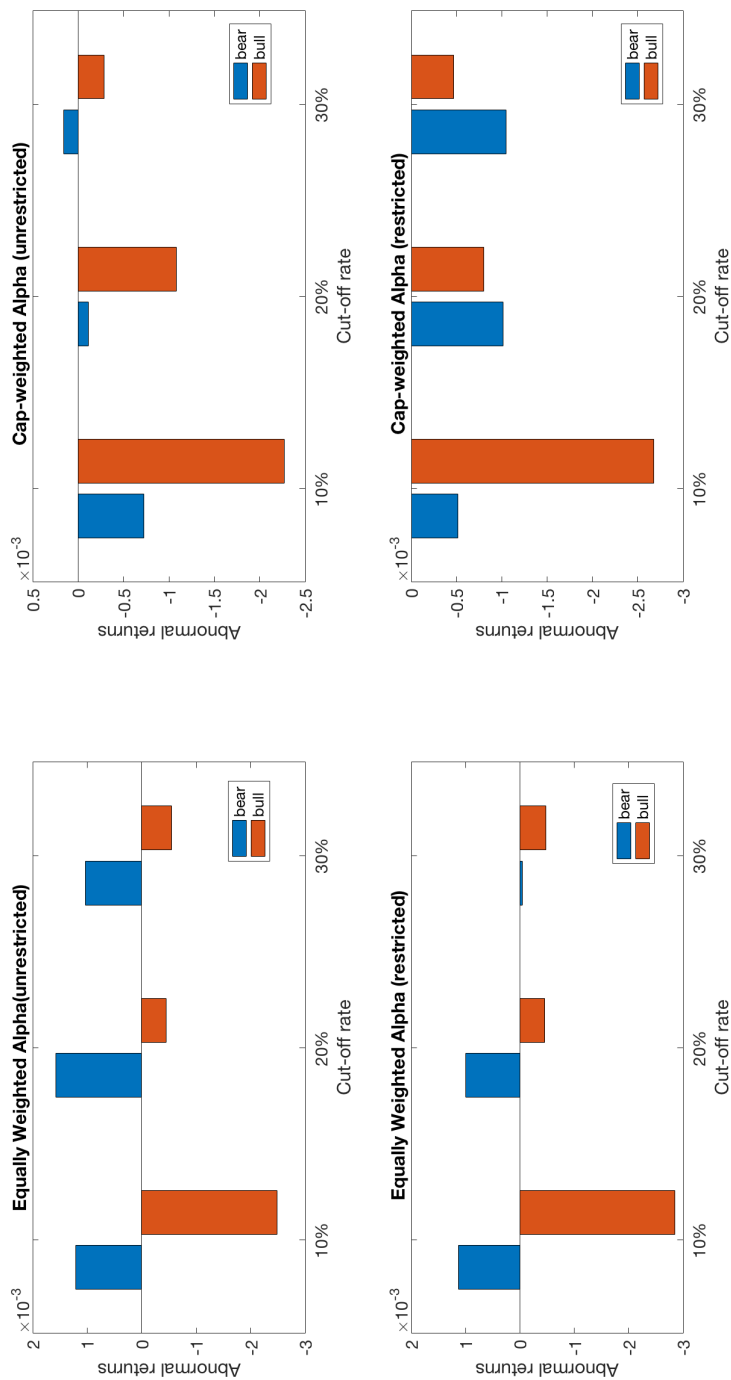 Equally Weighted Alpha(unrestricted)
×10⁻³
2
1
0
-1
-2
-3
Abnormal returns
10%
20%
30%
Cut-off rate
bear
bull
Cap-weighted Alpha (unrestricted)
×10⁻³
0.5
0
-0.5
-1
-1.5
-2
-2.5
Abnormal returns
10%
20%
30%
Cut-off rate
bear
bull
Equally Weighted Alpha (restricted)
×10⁻³
2
1
0
-1
-2
-3
Abnormal returns
10%
20%
30%
Cut-off rate
bear
bull
Cap-weighted Alpha (restricted)
×10⁻³
0
-0.5
-1
-1.5
-2
-2.5
-3
Abnormal returns
10%
20%
30%
Cut-off rate
bear
bull